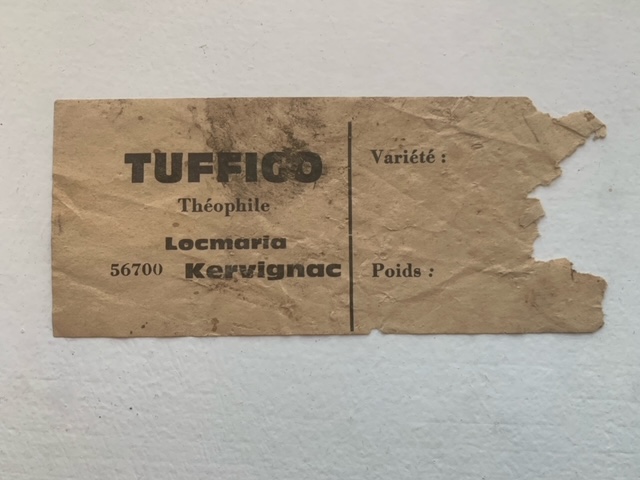 TUFFIGO
Théophile
Locmaria
56700 Kervignac
Variété :
Poids :